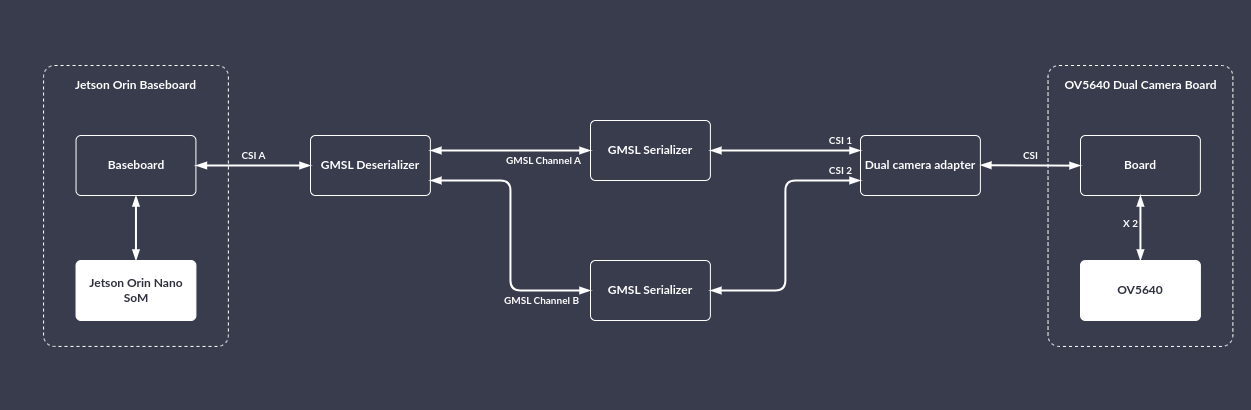 Jetson Orin Baseboard
Baseboard
CSI A
Jetson Orin Nano
SoM
GMSL Deserializer
GMSL Channel A
GMSL Channel B
GMSL Serializer
GMSL Serializer
CSI 1
CSI 2
Dual camera adapter
CSI
OV5640 Dual Camera Board
Board
X 2
OV5640